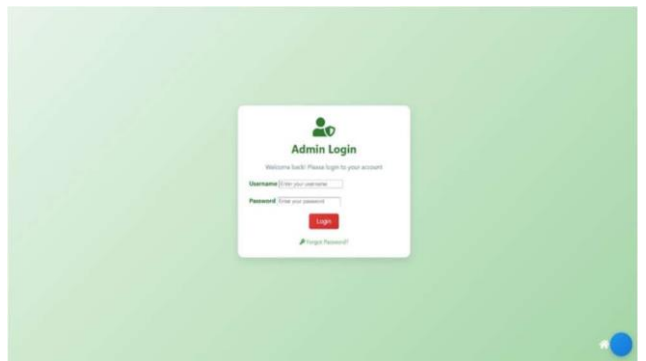 Admin Login
Welcome back! Please login to your account
Username Enter your username
Password Enter your password
Login
Forgot Password?